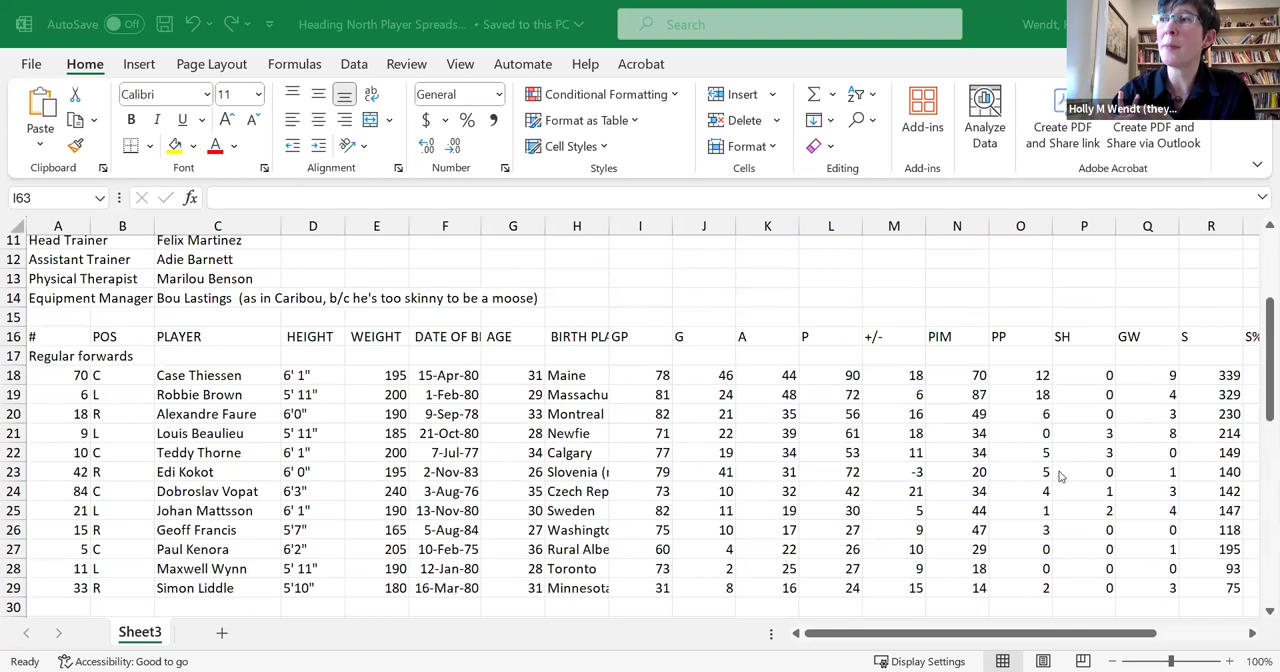 AutoSave Off Heading North Player Spreads... • Saved to this PC Search Wendt,
Holly M Wendt (they...
File Home Insert Page Layout Formulas Data Review View Automate Help Acrobat
Paste Calibri 11 General Conditional Formatting Insert Add-ins Analyze Data Create PDF and Share link Create PDF and Share via Outlook
B I U A A $ % 9 Format as Table Delete
A Cell Styles Format
Clipboard Font Alignment Number Styles Cells Editing Add-ins Adobe Acrobat
I63 fx
A B C D E F G H I J K L M N O P Q R
11 Head Trainer Felix Martinez
12 Assistant Trainer Adie Barnett
13 Physical Therapist Marilou Benson
14 Equipment Manager Bou Lastings (as in Caribou, b/c he's too skinny to be a moose)
15
16 # POS PLAYER HEIGHT WEIGHT DATE OF BI AGE BIRTH PLA GP G A P +/- PIM PP SH GW S S%
17 Regular forwards
18 70 C Case Thiessen 6' 1" 195 15-Apr-80 31 Maine 78 46 44 90 18 70 12 0 9 339
19 6 L Robbie Brown 5' 11" 200 1-Feb-80 29 Massachu 81 24 48 72 6 87 18 0 4 329
20 18 R Alexandre Faure 6'0" 190 9-Sep-78 33 Montreal 82 21 35 56 16 49 6 0 3 230
21 9 L Louis Beaulieu 5' 11" 185 21-Oct-80 28 Newfie 71 22 39 61 18 34 0 3 8 214
22 10 C Teddy Thorne 6' 1" 200 7-Jul-77 34 Calgary 77 19 34 53 11 34 5 3 0 149
23 42 R Edi Kokot 6' 0" 195 2-Nov-83 26 Slovenia (n 79 41 31 72 -3 20 5 0 1 140
24 84 C Dobroslav Vopat 6'3" 240 3-Aug-76 35 Czech Rep 73 10 32 42 21 34 4 1 3 142
25 21 L Johan Mattsson 6' 1" 190 13-Nov-80 30 Sweden 82 11 19 30 5 44 1 2 4 147
26 15 R Geoff Francis 5'7" 165 5-Aug-84 27 Washingto 75 10 17 27 9 47 3 0 0 118
27 5 C Paul Kenora 6'2" 205 10-Feb-75 36 Rural Albe 60 4 22 26 10 29 0 0 1 195
28 11 L Maxwell Wynn 5' 11" 190 12-Jan-80 28 Toronto 73 2 25 27 9 18 0 0 0 93
29 33 R Simon Liddle 5'10" 180 16-Mar-80 31 Minnesota 31 8 16 24 15 14 2 0 3 75
30
Sheet3
Ready Accessibility: Good to go Display Settings 100%